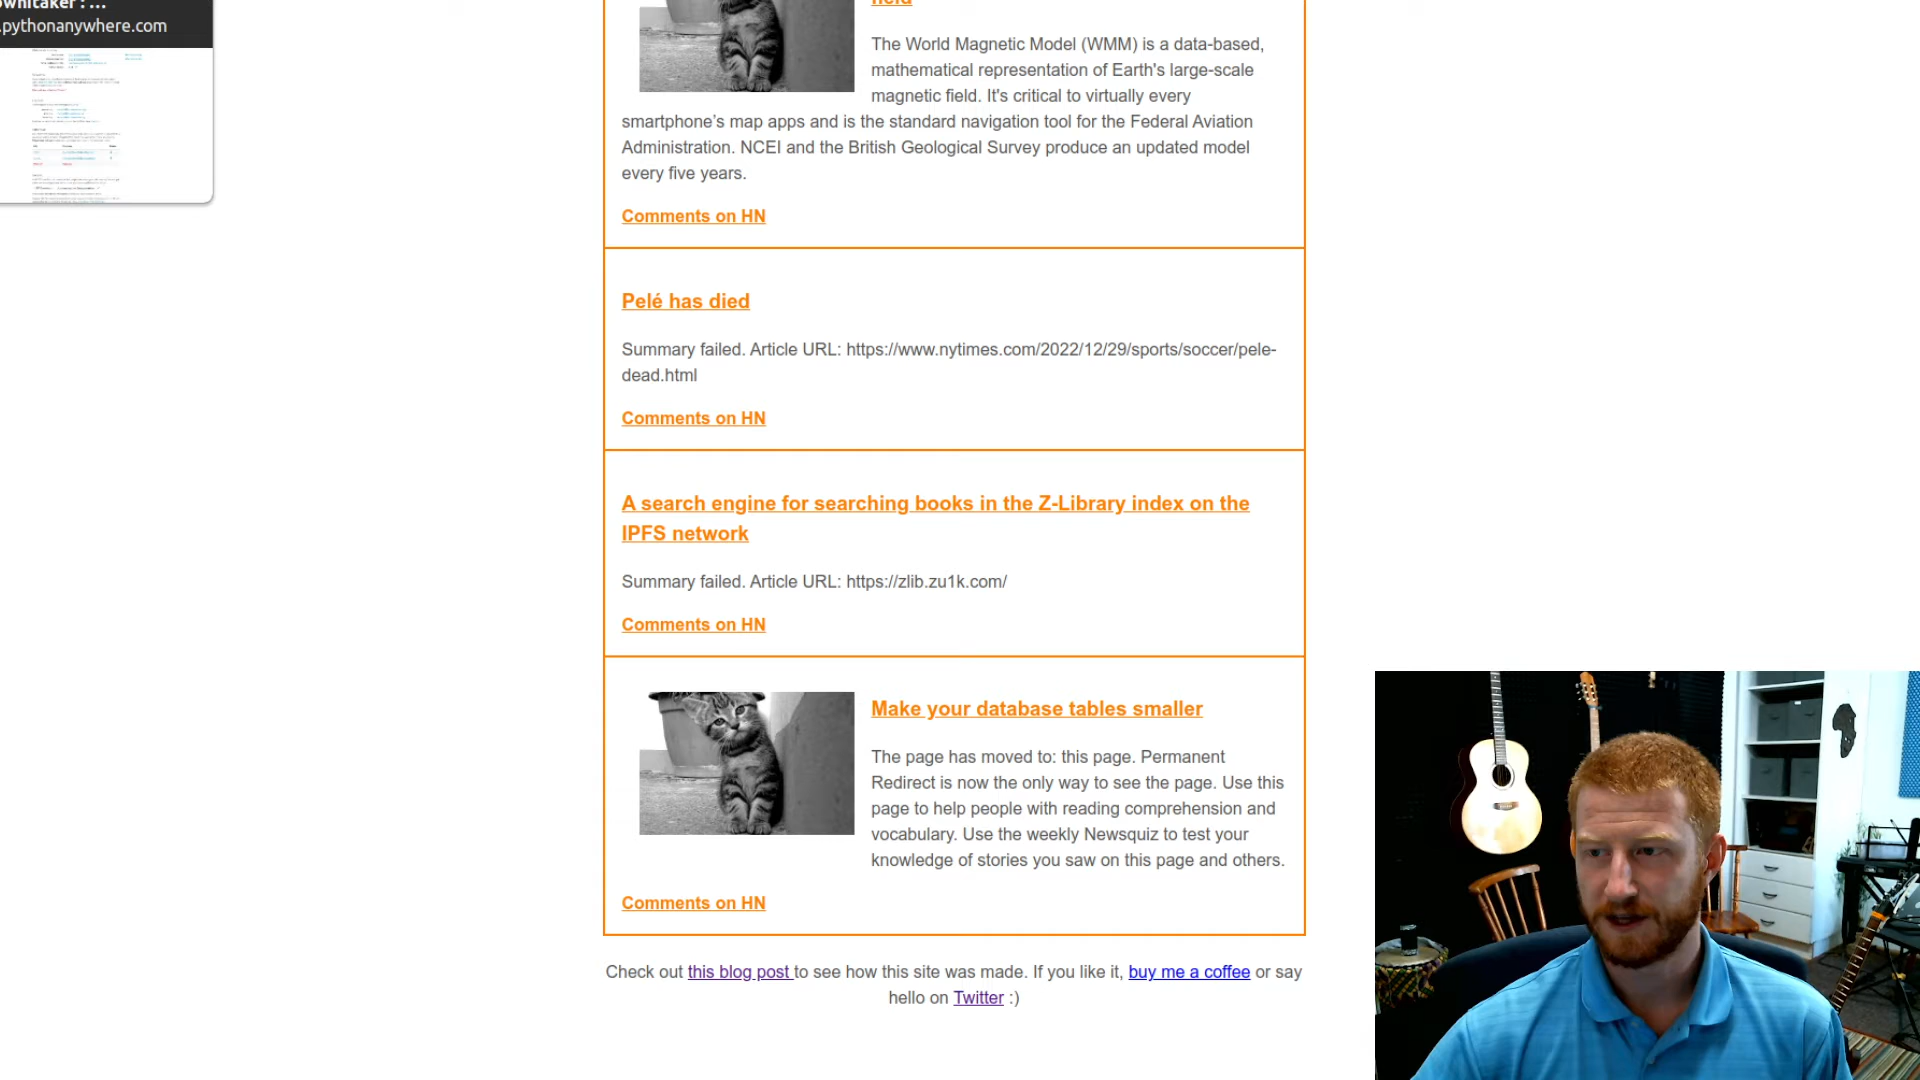 pythonanywhere.com
field
The World Magnetic Model (WMM) is a data-based,
mathematical representation of Earth's large-scale
magnetic field. It's critical to virtually every
smartphone’s map apps and is the standard navigation tool for the Federal Aviation
Administration. NCEI and the British Geological Survey produce an updated model
every five years.
Comments on HN
Pelé has died
Summary failed. Article URL: https://www.nytimes.com/2022/12/29/sports/soccer/pele-
dead.html
Comments on HN
A search engine for searching books in the Z-Library index on the
IPFS network
Summary failed. Article URL: https://zlib.zu1k.com/
Comments on HN
Make your database tables smaller
The page has moved to: this page. Permanent
Redirect is now the only way to see the page. Use this
page to help people with reading comprehension and
vocabulary. Use the weekly Newsquiz to test your
knowledge of stories you saw on this page and others.
Comments on HN
Check out this blog post to see how this site was made. If you like it, buy me a coffee or say
hello on Twitter :)